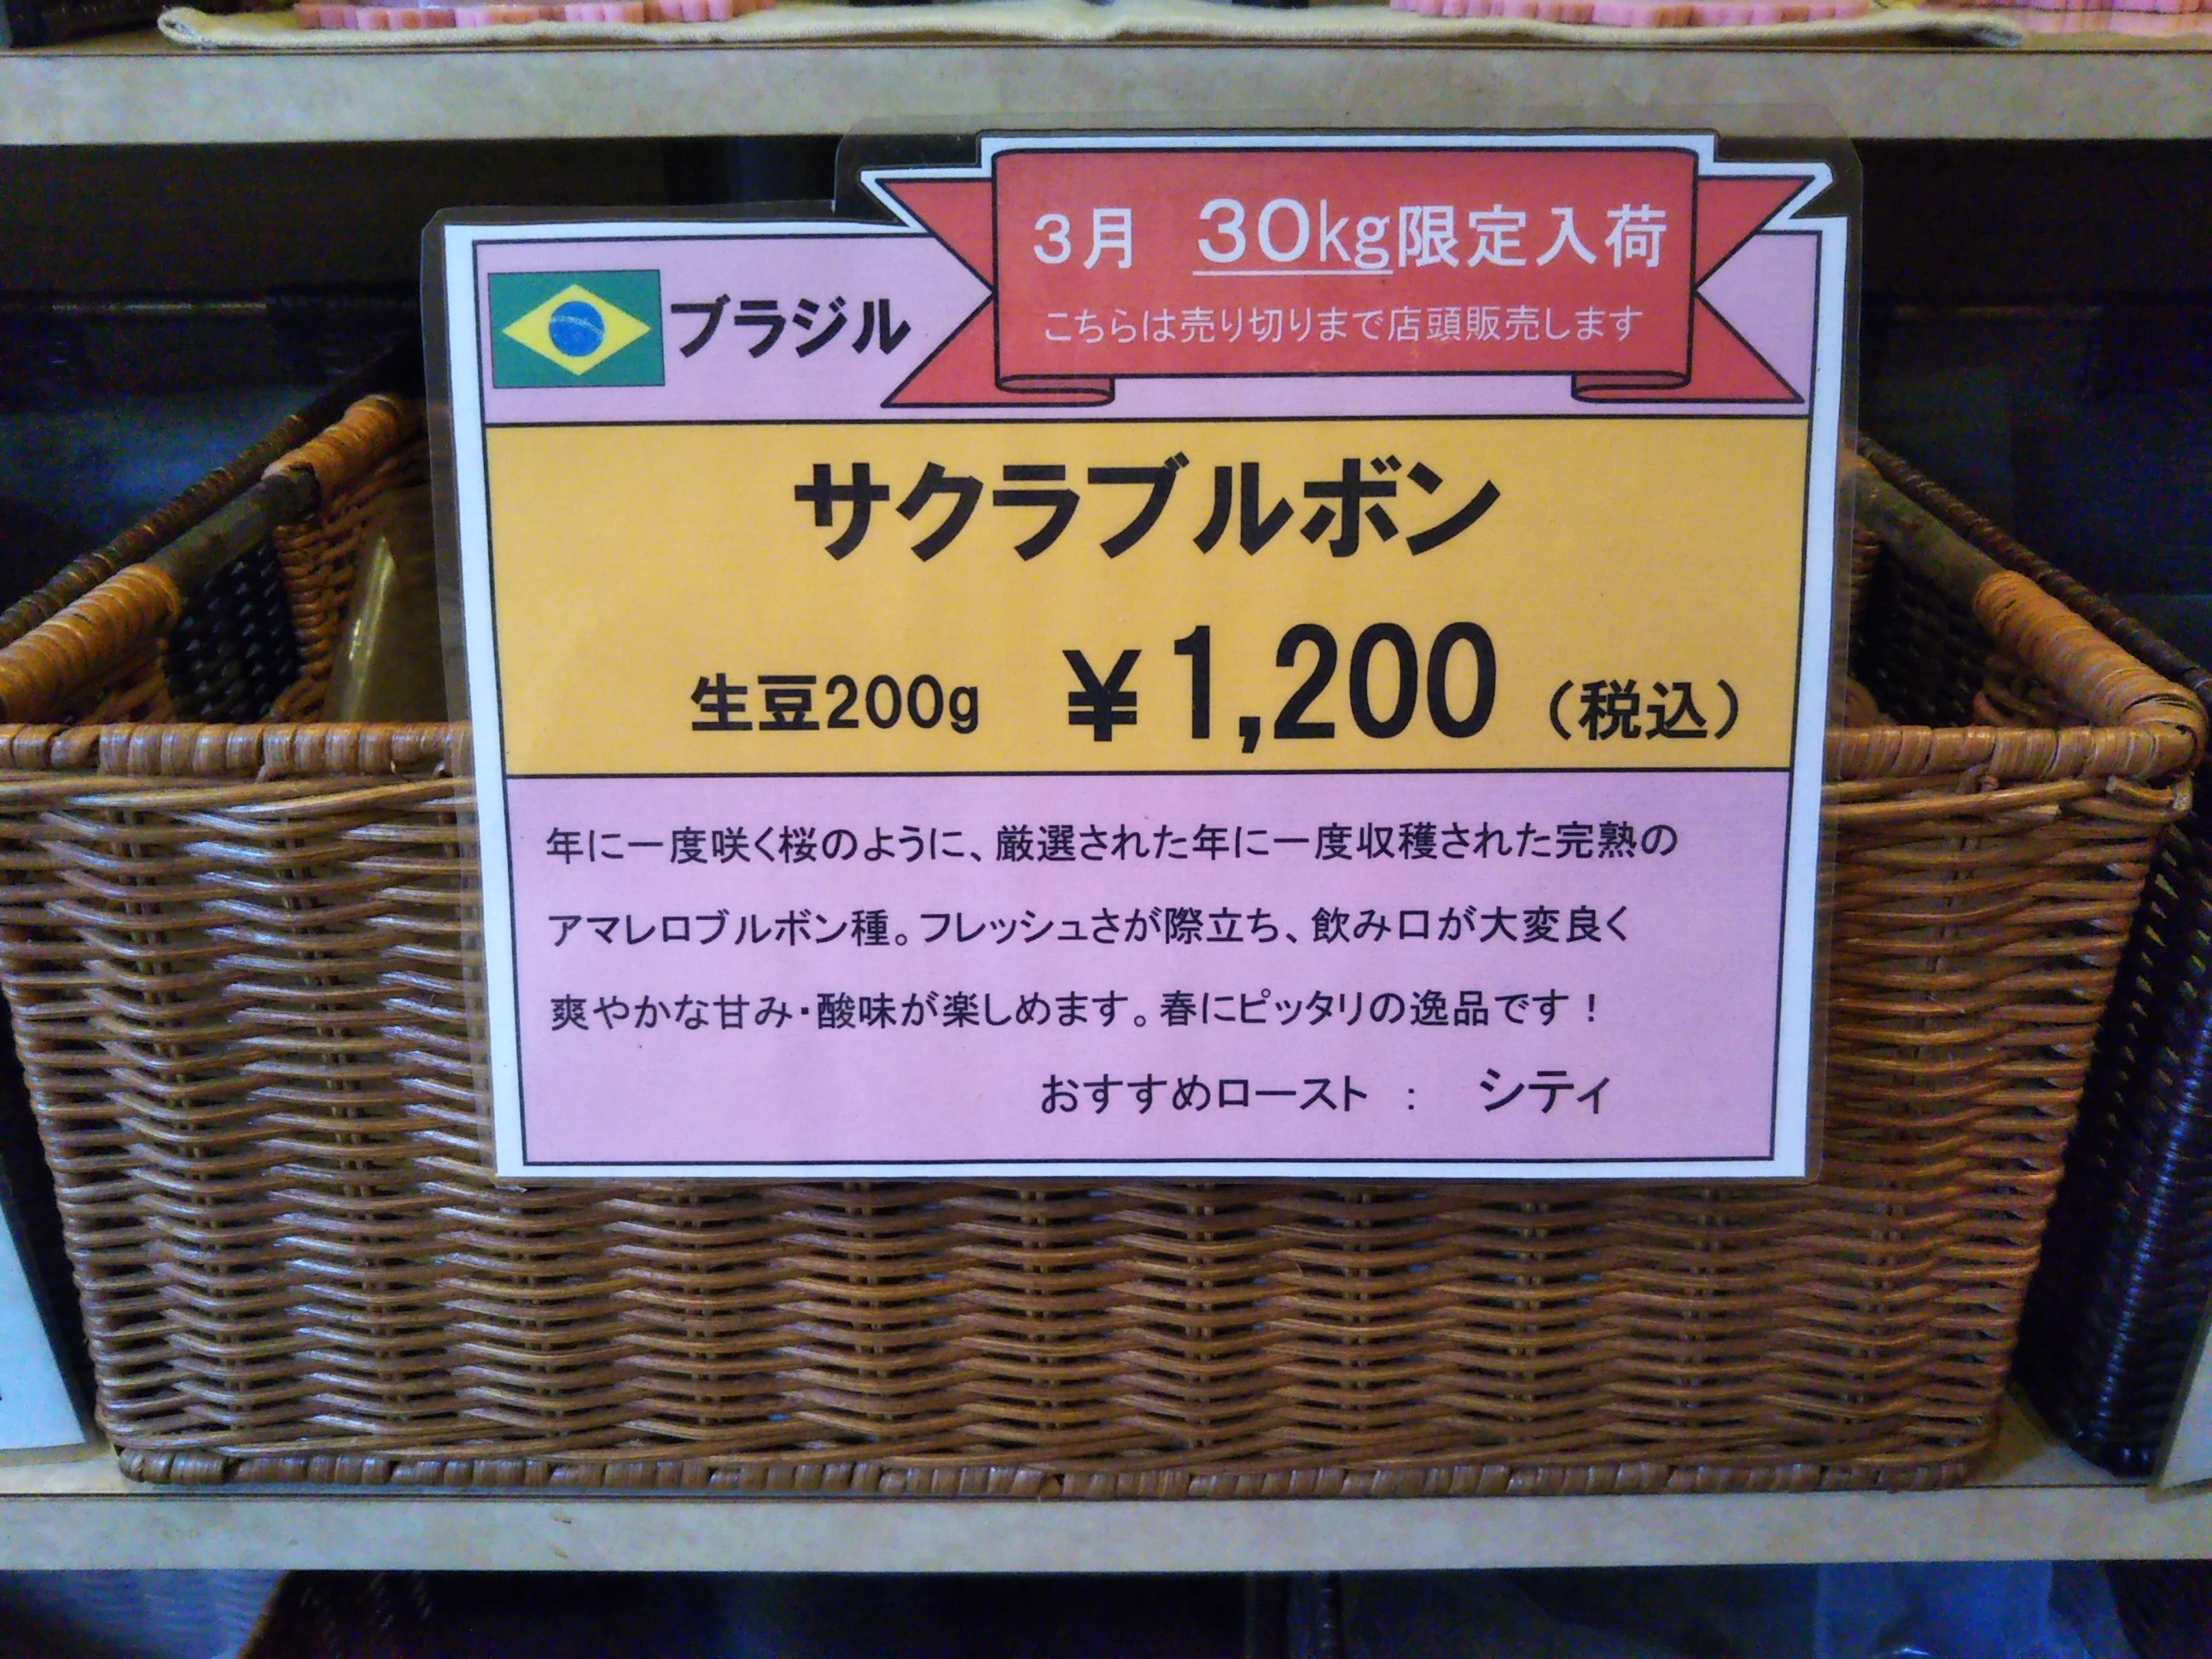 3月 30kg限定入荷
こちらは売り切りまで店頭販売します
ブラジル
サクラブルボン
生豆200g ￥1,200（税込）
年に一度咲く桜のように、厳選された年に一度収穫された完熟の
アマレロブルボン種。フレッシュさが際立ち、飲み口が大変良く
爽やかな甘み・酸味が楽しめます。春にピッタリの逸品です！
おすすめロースト ： シティ